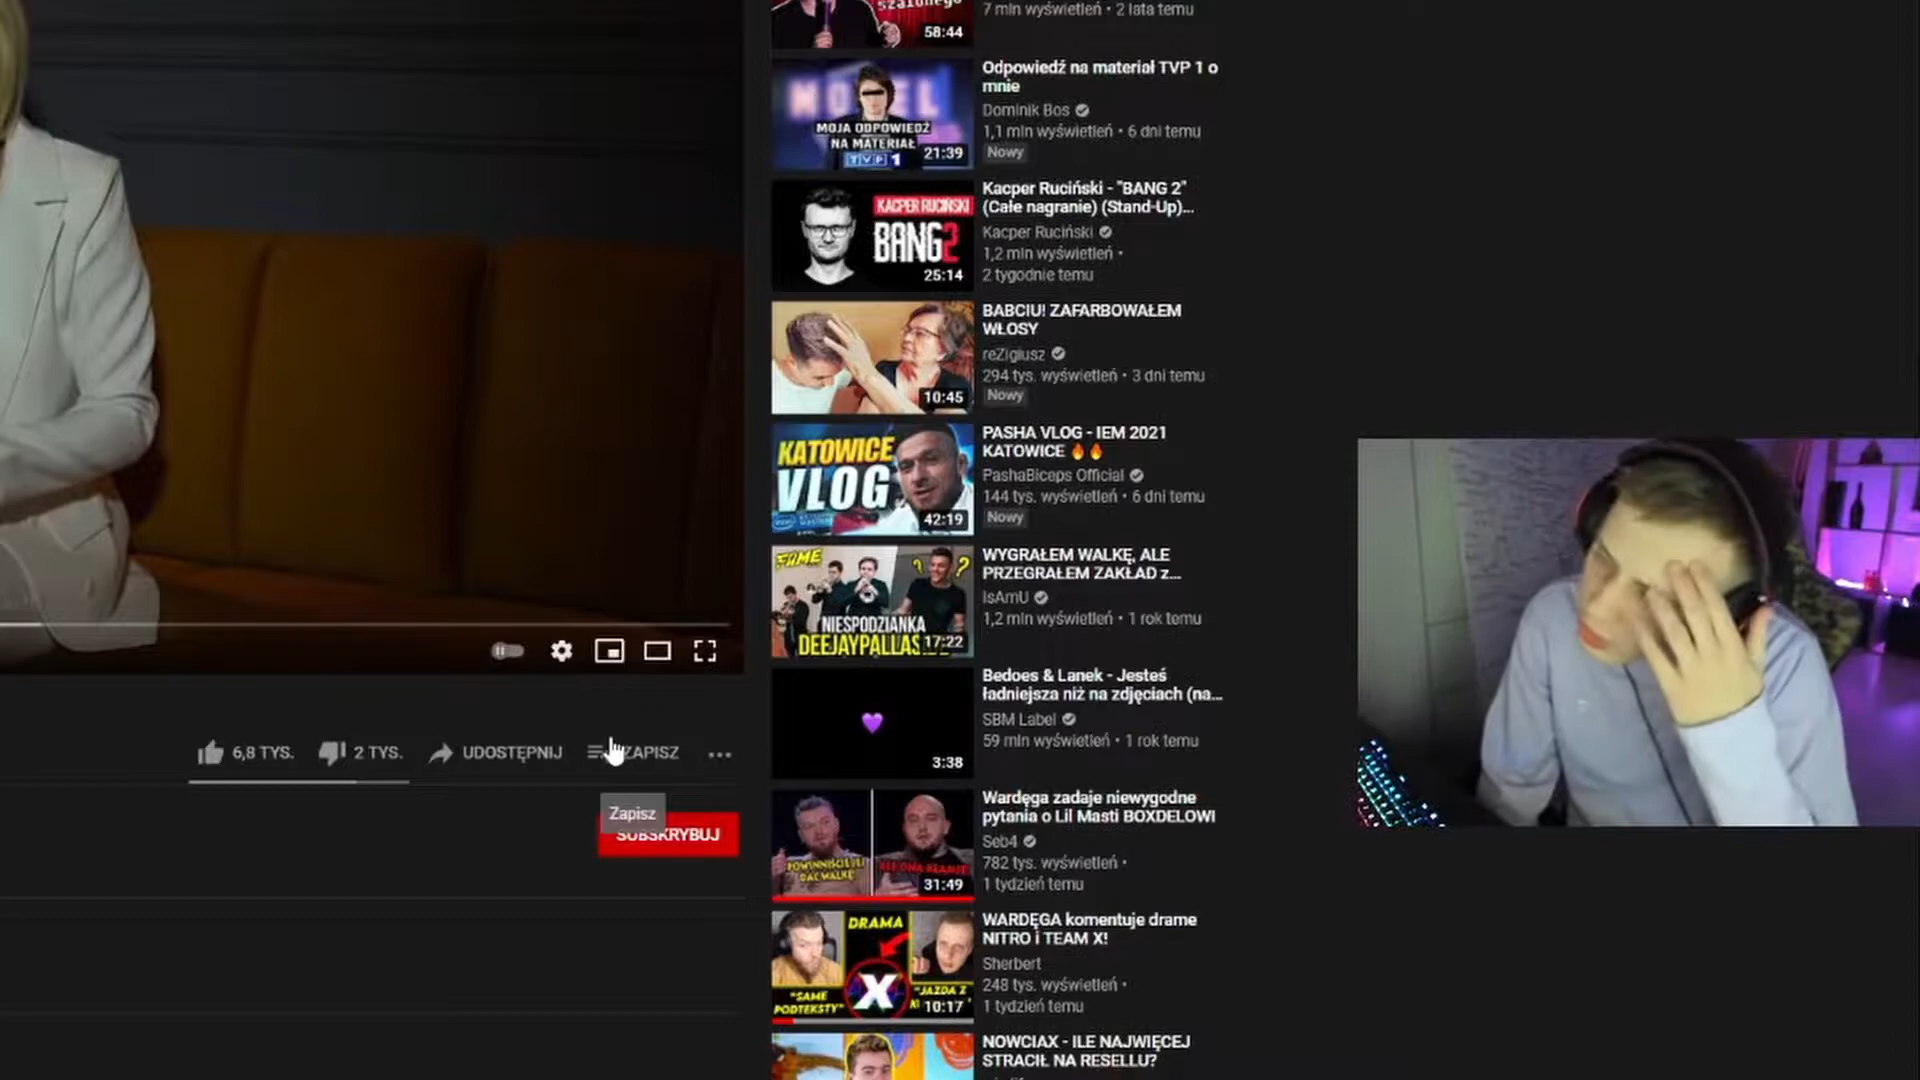 szalonego
58:44
7 mln wyświetleń • 2 lata temu
MOJA ODPOWIEDŹ
NA MATERIAŁ
TVP 1
21:39
Odpowiedź na materiał TVP 1 o
mnie
Dominik Bos
1,1 mln wyświetleń • 6 dni temu
Nowy
KACPER RUCIŃSKI
BANG2
25:14
Kacper Ruciński - "BANG 2"
(Całe nagranie) (Stand-Up)...
Kacper Ruciński
1,2 mln wyświetleń •
2 tygodnie temu
10:45
BABCIU! ZAFARBOWAŁEM
WŁOSY
reZigiusz
294 tys. wyświetleń • 3 dni temu
Nowy
KATOWICE
VLOG
42:19
PASHA VLOG - IEM 2021
KATOWICE 🔥🔥
PashaBiceps Official
144 tys. wyświetleń • 6 dni temu
Nowy
FAME
NIESPODZIANKA
DEEJAYPALLAS
17:22
WYGRAŁEM WALKĘ, ALE
PRZEGRAŁEM ZAKŁAD z...
IsAmU
1,2 mln wyświetleń • 1 rok temu
3:38
Bedoes & Lanek - Jesteś
ładniejsza niż na zdjęciach (na...
SBM Label
59 mln wyświetleń • 1 rok temu
6,8 TYS.
2 TYS.
UDOSTĘPNIJ
ZAPISZ
Zapisz
SUBSKRYBUJ
POWINNIŚCIE JEJ
DAĆ WALKĘ
31:49
Wardęga zadaje niewygodne
pytania o Lil Masti BOXDELOWI
Seb4
782 tys. wyświetleń •
1 tydzień temu
DRAMA
X
"SAME
PODTEKSTY"
"JAZDA Z
10:17
WARDĘGA komentuje drame
NITRO i TEAM X!
Sherbert
248 tys. wyświetleń •
1 tydzień temu
NOWCIAX - ILE NAJWIĘCEJ
STRACIŁ NA RESELLU?